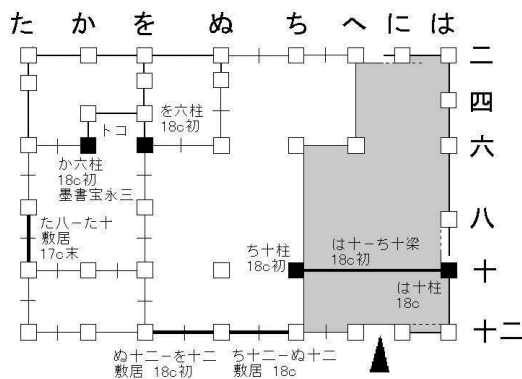 た か を ぬ ち へ に は
二
四
六
八
十
十二
トコ
を六柱
18c初
か六柱
18c初
墨書宝永三
た八ーた十
敷居
17c末
ち十柱
18c初
は十ーち十梁
18c初
は十柱
18c
ぬ十二ーを十二
敷居 18c初
ち十二ーぬ十二
敷居 18c